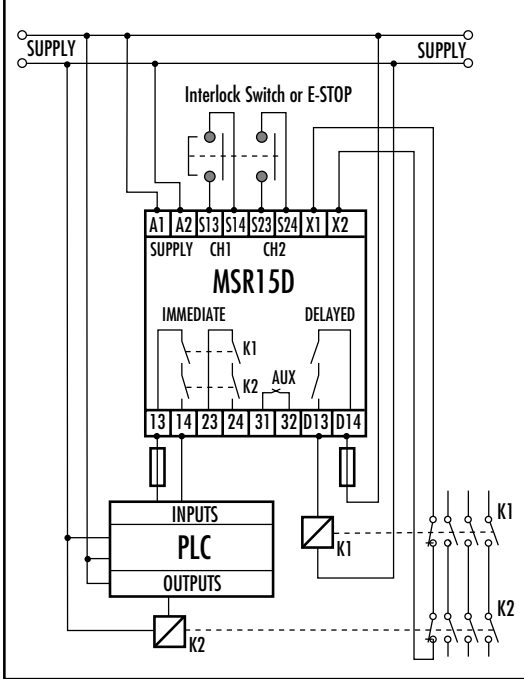 SUPPLY SUPPLY
Interlock Switch or E-STOP
A1 A2 S13 S14 S23 S24 X1 X2
SUPPLY CH1 CH2
MSR15D
IMMEDIATE DELAYED
K1
K2 AUX
13 14 23 24 31 32 D13 D14
INPUTS
PLC
OUTPUTS
K1 K1
K2 K2